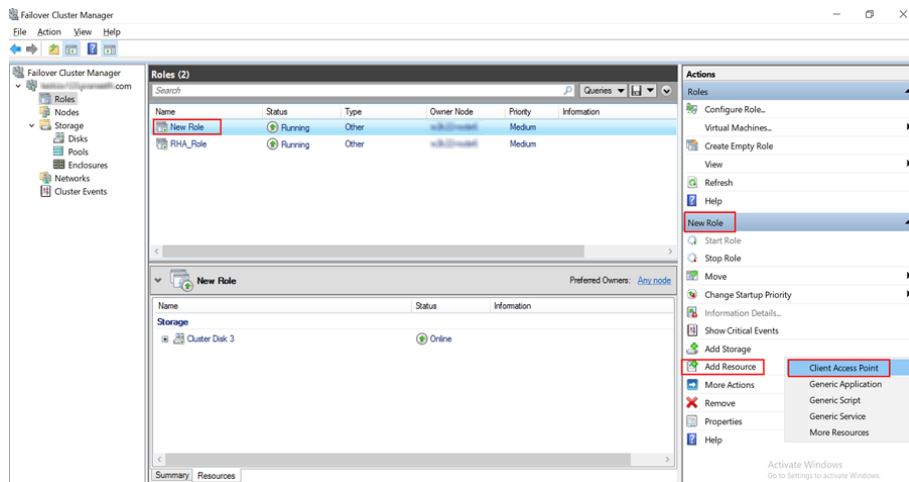 Failover Cluster Manager
File Action View Help
Failover Cluster Manager
.com
Roles
Nodes
Storage
Disks
Pools
Enclosures
Networks
Cluster Events
Roles (2)
Search
Queries
Name Status Type Owner Node Priority Information
New Role Running Other Medium
RHA_Role Running Other Medium
New Role Preferred Owners: Any node
Name Status Information
Storage
Cluster Disk 3 Online
Summary Resources
Actions
Roles
Configure Role...
Virtual Machines...
Create Empty Role
View
Refresh
Help
New Role
Start Role
Stop Role
Move
Change Startup Priority
Information Details...
Show Critical Events
Add Storage
Add Resource
More Actions
Remove
Properties
Help
Client Access Point
Generic Application
Generic Script
Generic Service
More Resources
Activate Windows
Go to Settings to activate Windows.